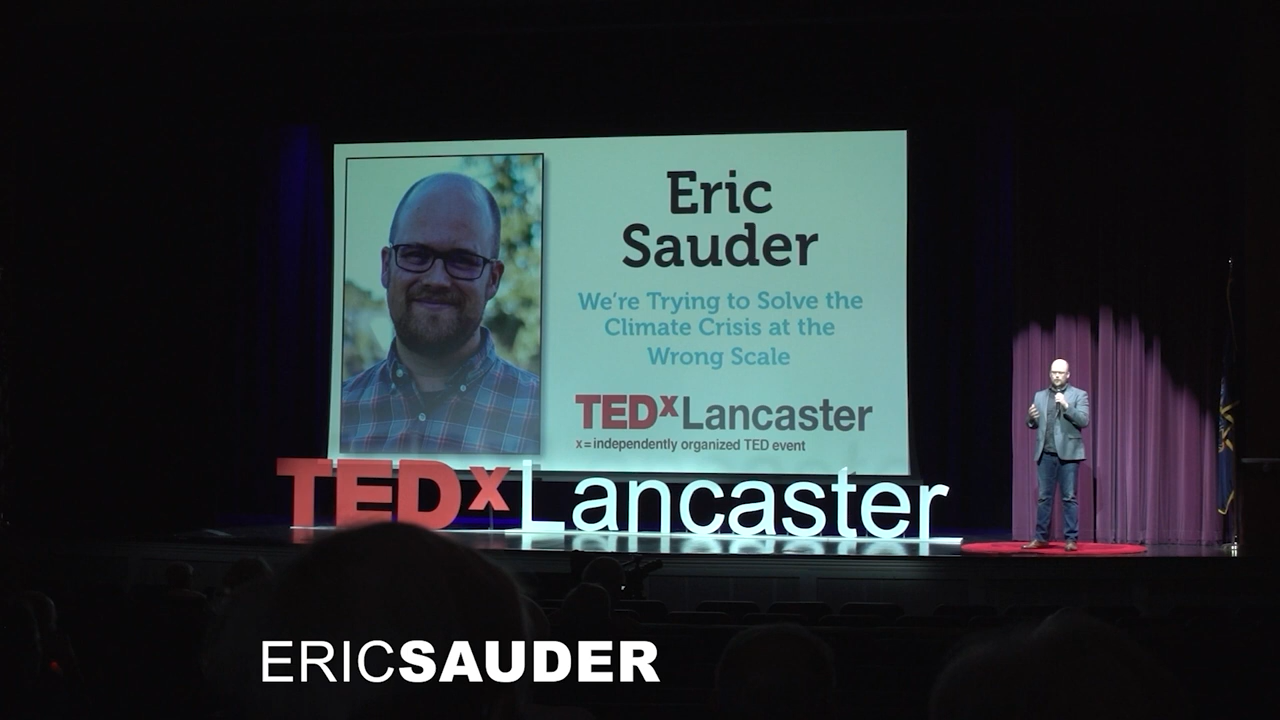 Eric
Sauder
We're Trying to Solve the
Climate Crisis at the
Wrong Scale
TEDxLancaster
x = independently organized TED event
TEDxLancaster
ERICSAUDER